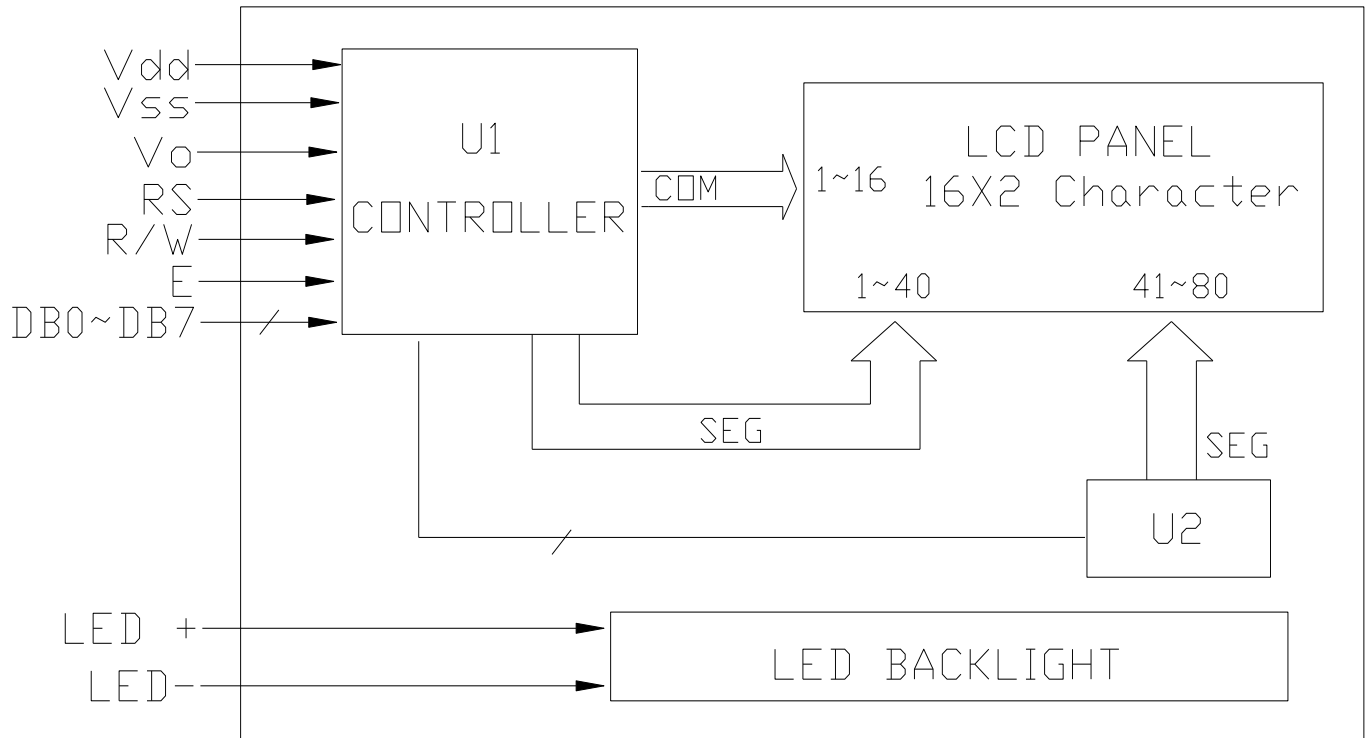 Vdd
Vss
Vo
RS
R/W
E
DB0~DB7
U1
CONTROLLER
COM
1~16
LCD PANEL
16X2 Character
1~40
41~80
SEG
SEG
U2
LED +
LED-
LED BACKLIGHT